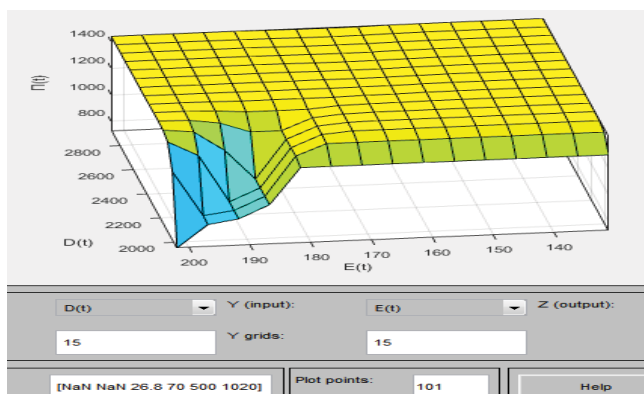 1400
1200
Π(t)
1000
800
2800
2600
2400
2200
D(t)
2000
200
190
180
170
160
150
140
E(t)
D(t) Y (input): E(t) Z (output):
15 Y grids: 15
[NaN NaN 26.8 70 500 1020] Plot points: 101 Help